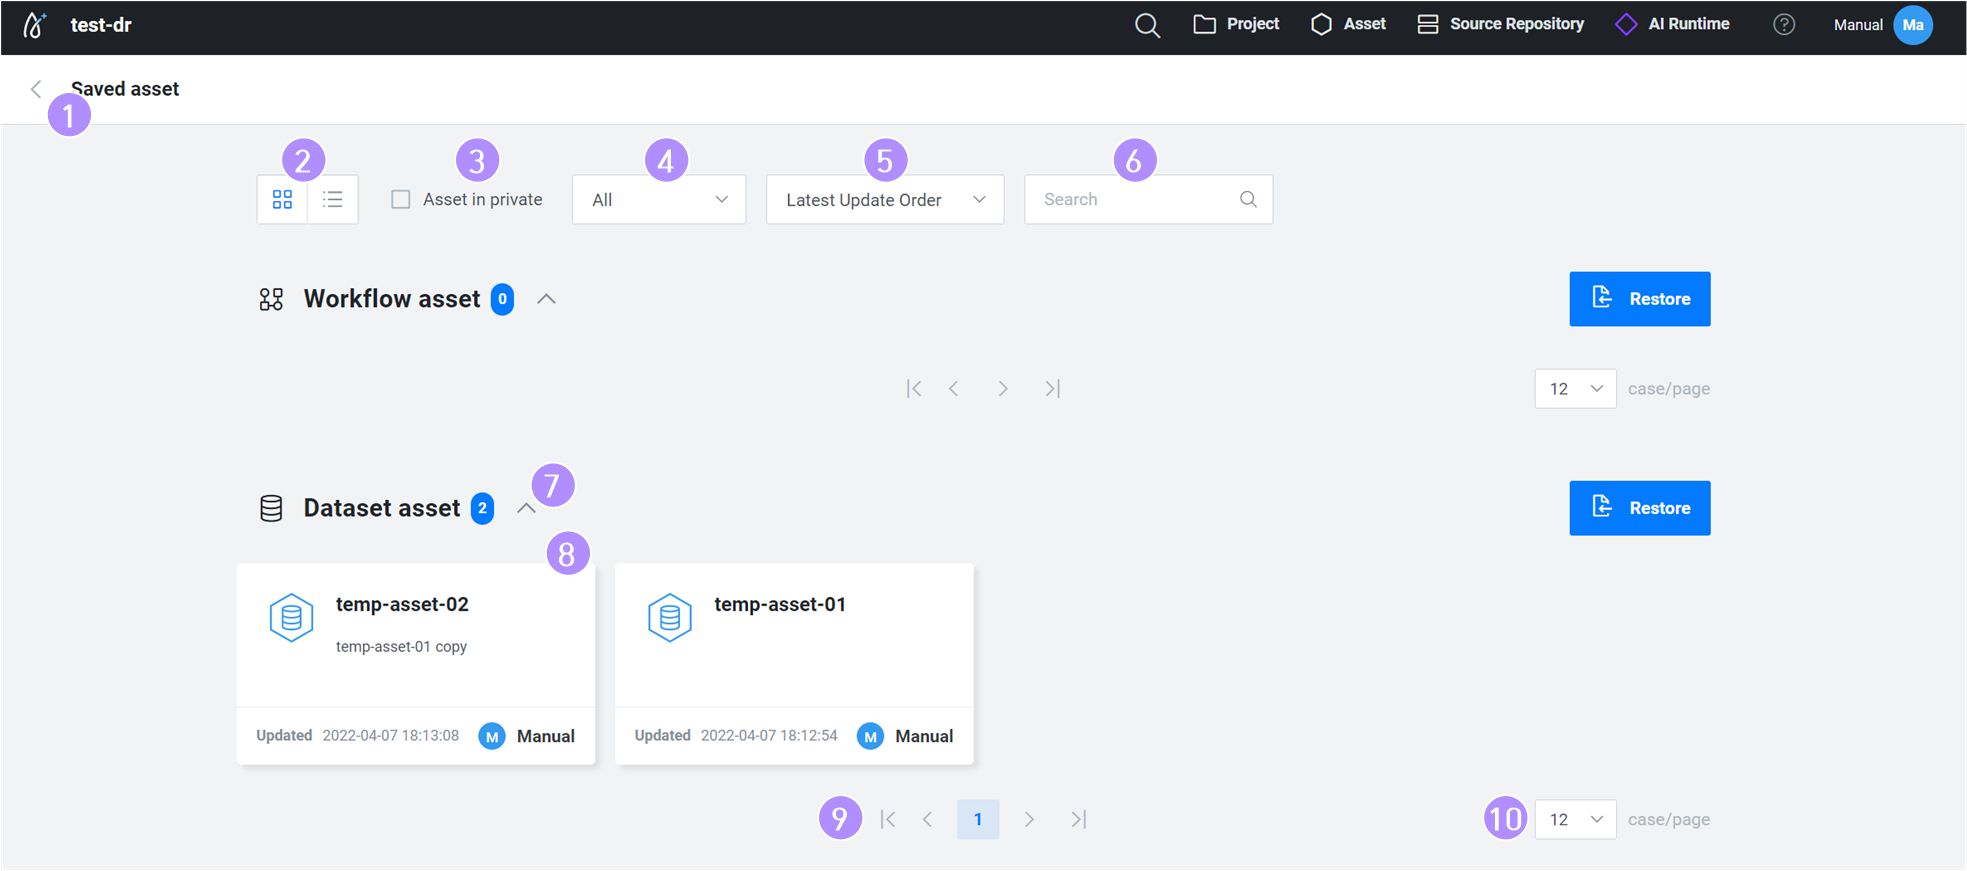 test-dr Project Asset Source Repository AI Runtime ? Manual Ma
Saved asset
1
2 3 4 5 6
Asset in private All Latest Update Order Search
Workflow asset 0 Restore
12 case/page
7
Dataset asset 2 Restore
8
temp-asset-02 temp-asset-01
temp-asset-01 copy
Updated 2022-04-07 18:13:08 M Manual Updated 2022-04-07 18:12:54 M Manual
9 1 10 12 case/page